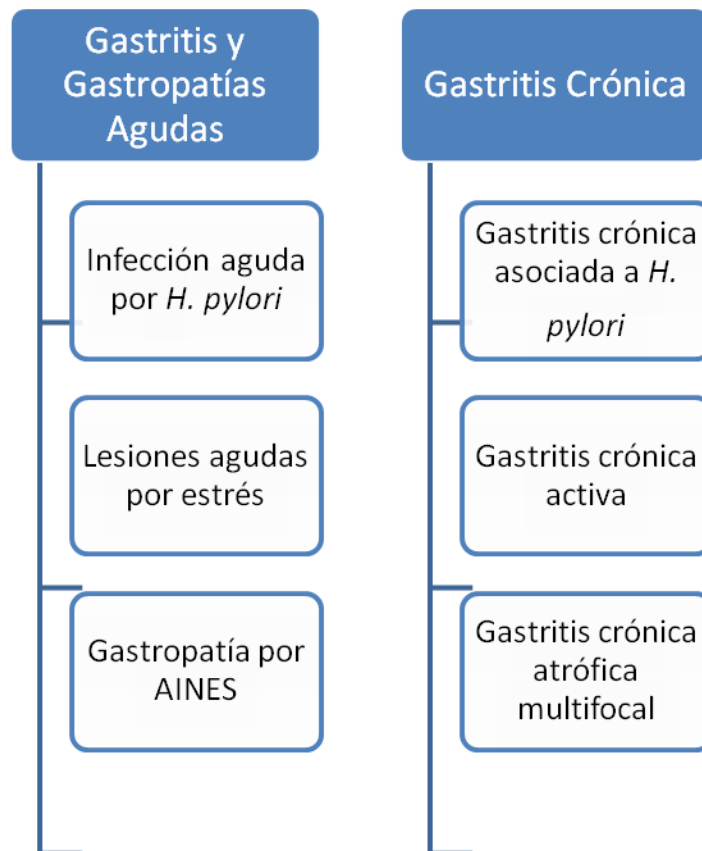 Gastritis y
Gastropatías
Agudas
Infección aguda
por H. pylori
Lesiones agudas
por estrés
Gastropatía por
AINES
Gastritis Crónica
Gastritis crónica
asociada a H.
pylori
Gastritis crónica
activa
Gastritis crónica
atrófica
multifocal